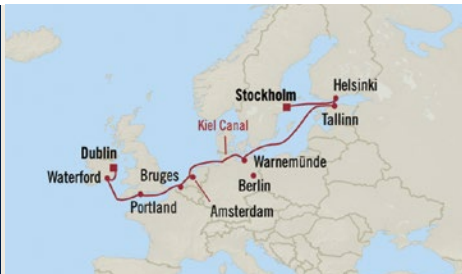 Helsinki
Stockholm
Tallinn
Kiel Canal
Dublin
Warnemünde
Waterford
Bruges
Berlin
Portland
Amsterdam